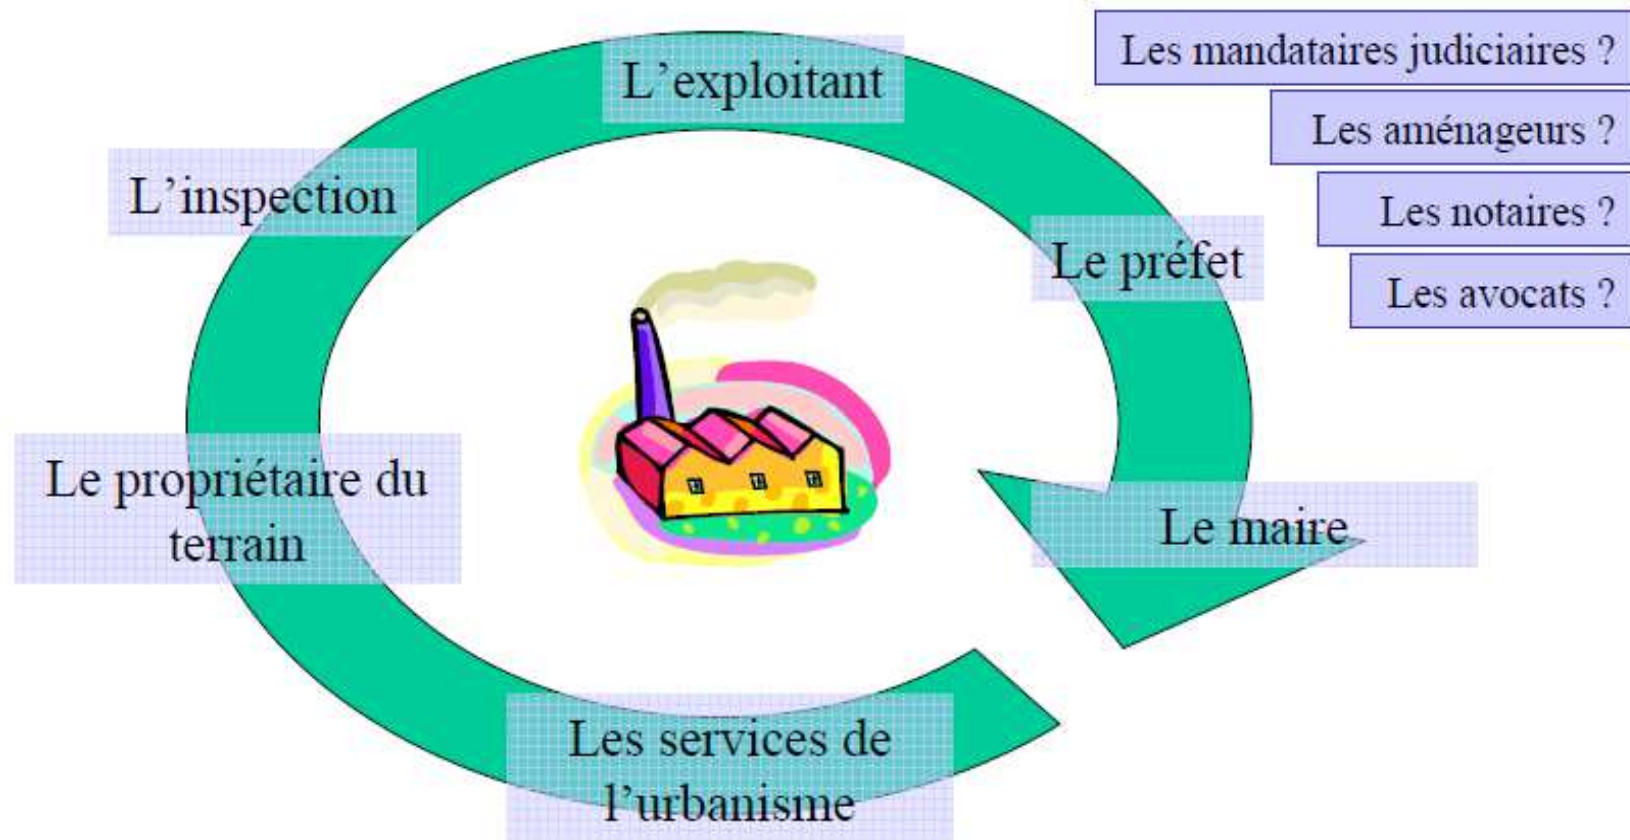 L’exploitant
Les mandataires judiciaires ?
Les aménageurs ?
L’inspection
Les notaires ?
Le préfet
Les avocats ?
Le propriétaire du
terrain
Le maire
Les services de
l’urbanisme